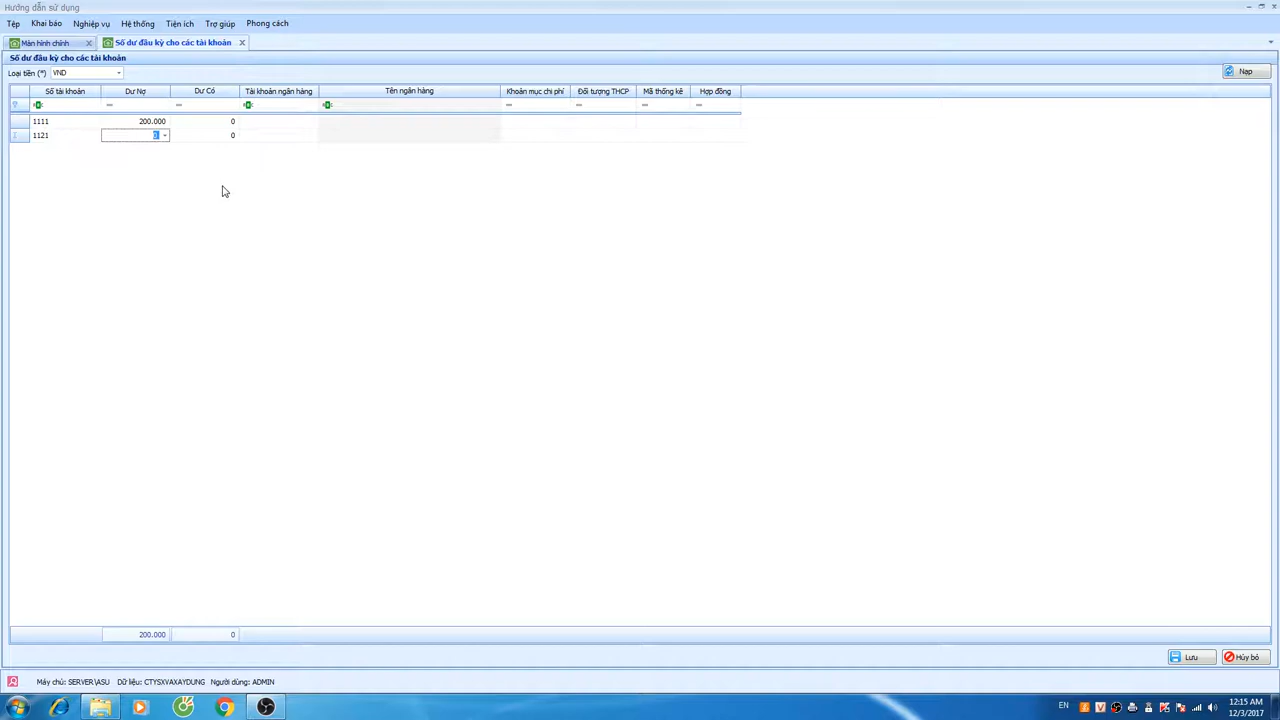 Hướng dẫn sử dụng
Tệp Khai báo Nghiệp vụ Hệ thống Tiện ích Trợ giúp Phong cách
Màn hình chính Số dư đầu kỳ cho các tài khoản
Số dư đầu kỳ cho các tài khoản
Loại tiền (*) VND Nạp
Số tài khoản Dư Nợ Dư Có Tài khoản ngân hàng Tên ngân hàng Khoản mục chi phí Đối tượng THCP Mã thống kê Hợp đồng
1111 200.000 0
1121 0 0
200.000 0
Lưu Hủy bỏ
Máy chủ: SERVER\ASU Dữ liệu: CTYSXVAXAYDUNG Người dùng: ADMIN
EN 12:15 AM
12/3/2017